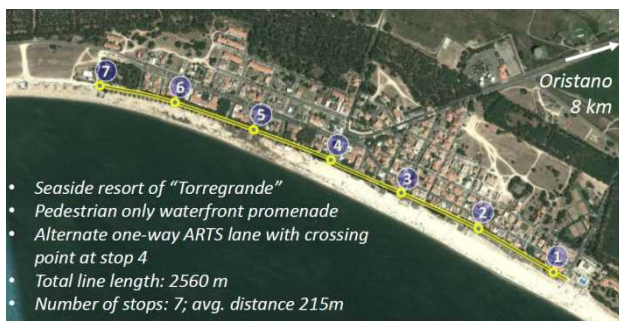 7
6
5
4
3
2
1
Oristano
8 km
• Seaside resort of “Torregrande”
• Pedestrian only waterfront promenade
• Alternate one-way ARTS lane with crossing
point at stop 4
• Total line length: 2560 m
• Number of stops: 7; avg. distance 215m